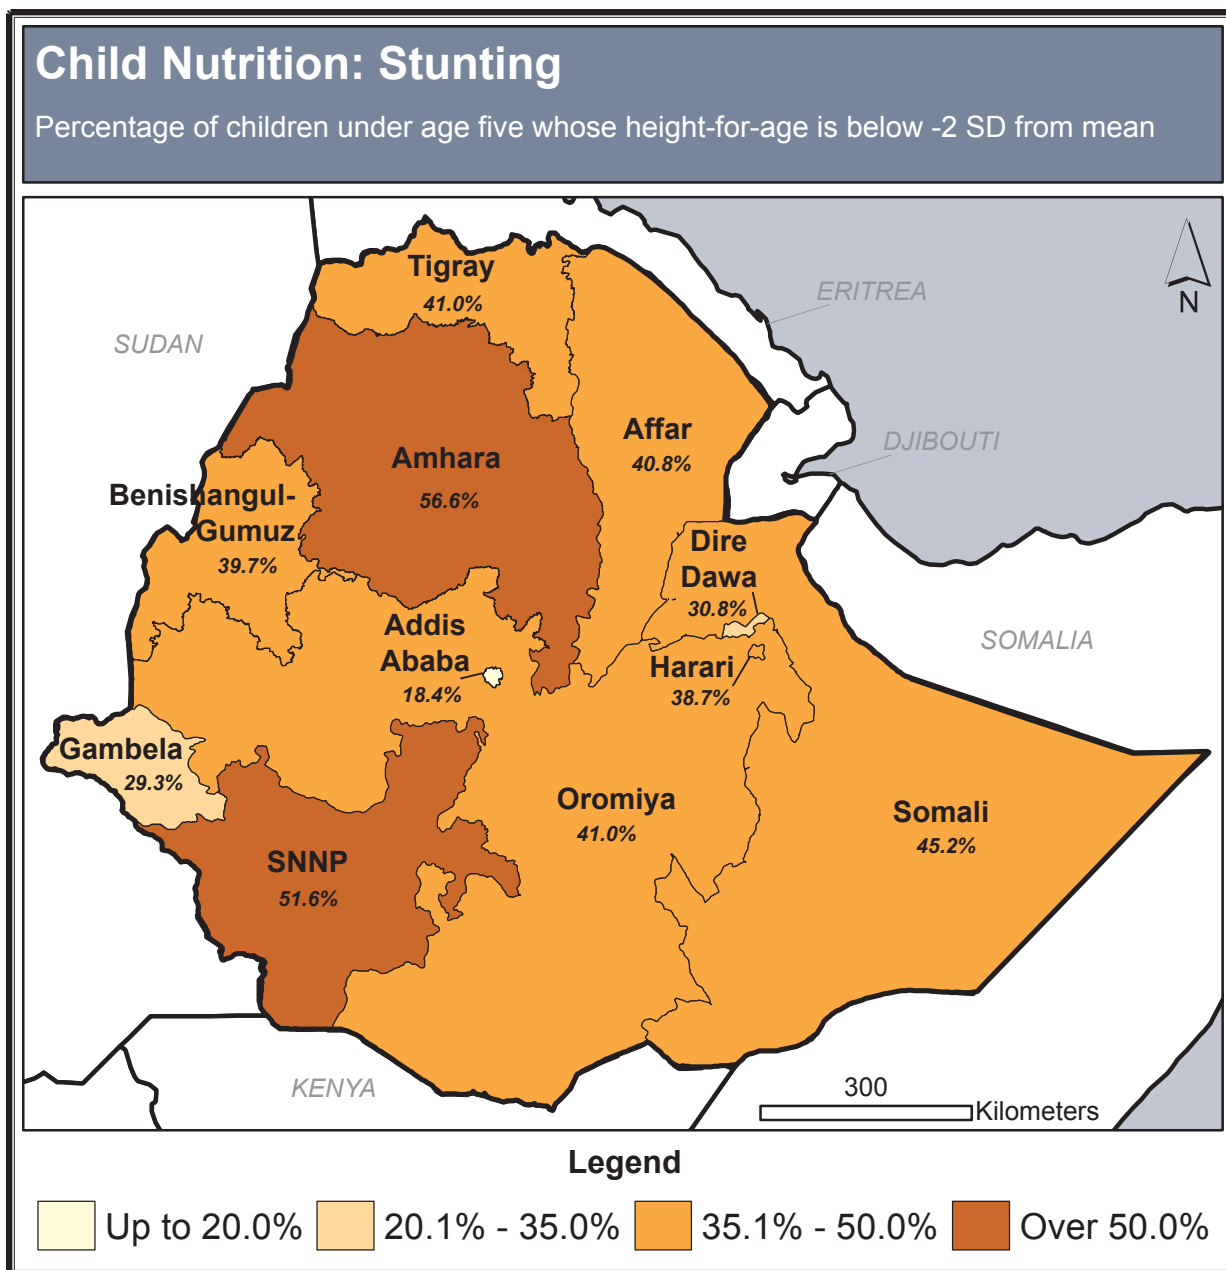 Child Nutrition: Stunting
Percentage of children under age five whose height-for-age is below -2 SD from mean
N
ERITREA
SUDAN
DJIBOUTI
SOMALIA
KENYA
Tigray
41.0%
Affar
40.8%
Amhara
56.6%
Benishangul-
Gumuz
39.7%
Dire
Dawa
30.8%
Addis
Ababa
18.4%
Harari
38.7%
Gambela
29.3%
Oromiya
41.0%
Somali
45.2%
SNNP
51.6%
300
Kilometers
Legend
Up to 20.0%
20.1% - 35.0%
35.1% - 50.0%
Over 50.0%